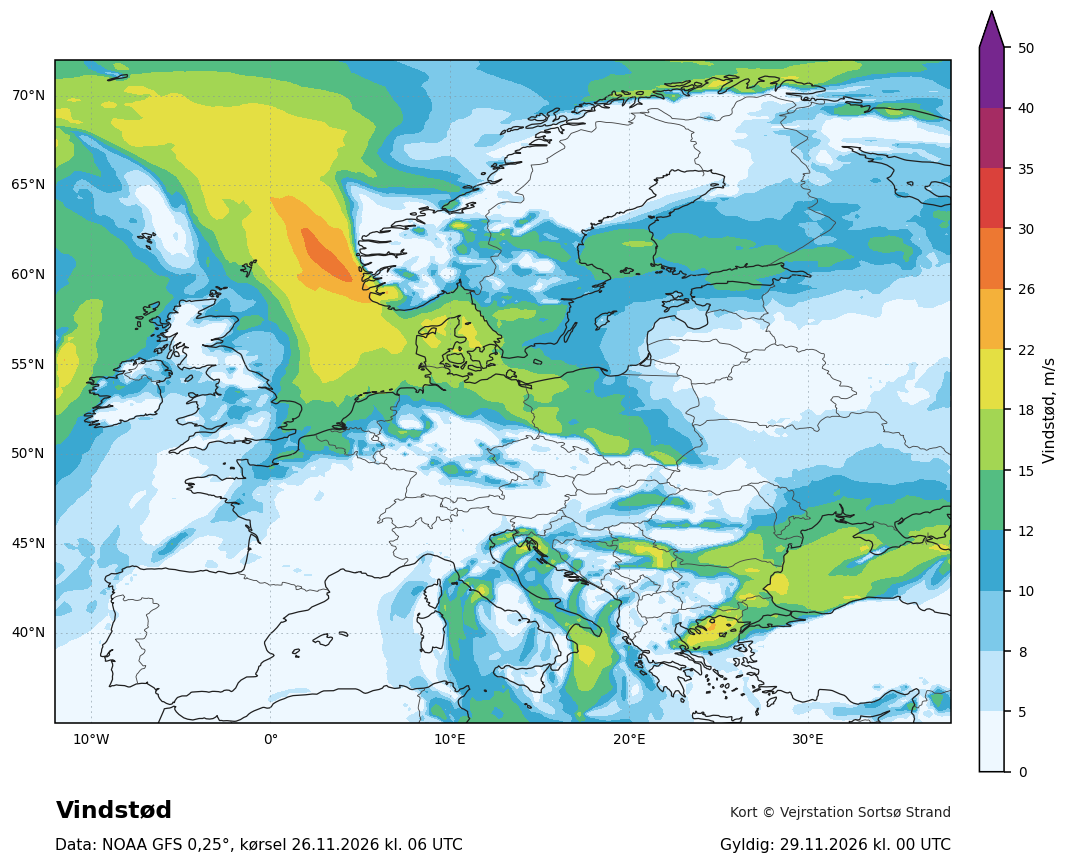 50
40
35
30
26
22
18
15
12
10
8
5
0
Vindstød, m/s
70°N
65°N
60°N
55°N
50°N
45°N
40°N
10°W
0°
10°E
20°E
30°E
Vindstød
Kort © Vejrstation Sortsø Strand
Data: NOAA GFS 0,25°, kørsel 26.11.2026 kl. 06 UTC
Gyldig: 29.11.2026 kl. 00 UTC